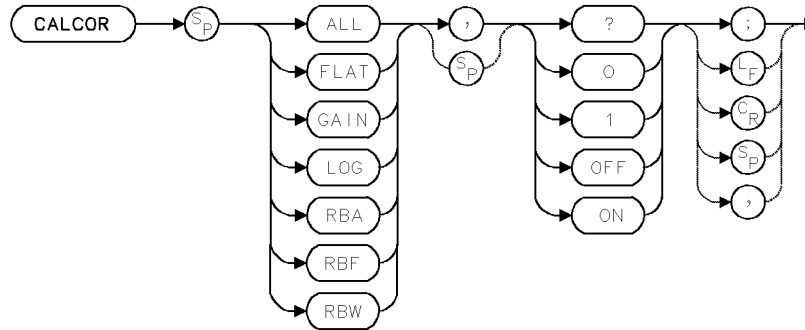 CALCOR
SP
ALL
FLAT
GAIN
LOG
RBA
RBF
RBW
,
SP
?
0
1
OFF
ON
;
LF
CR
SP
,